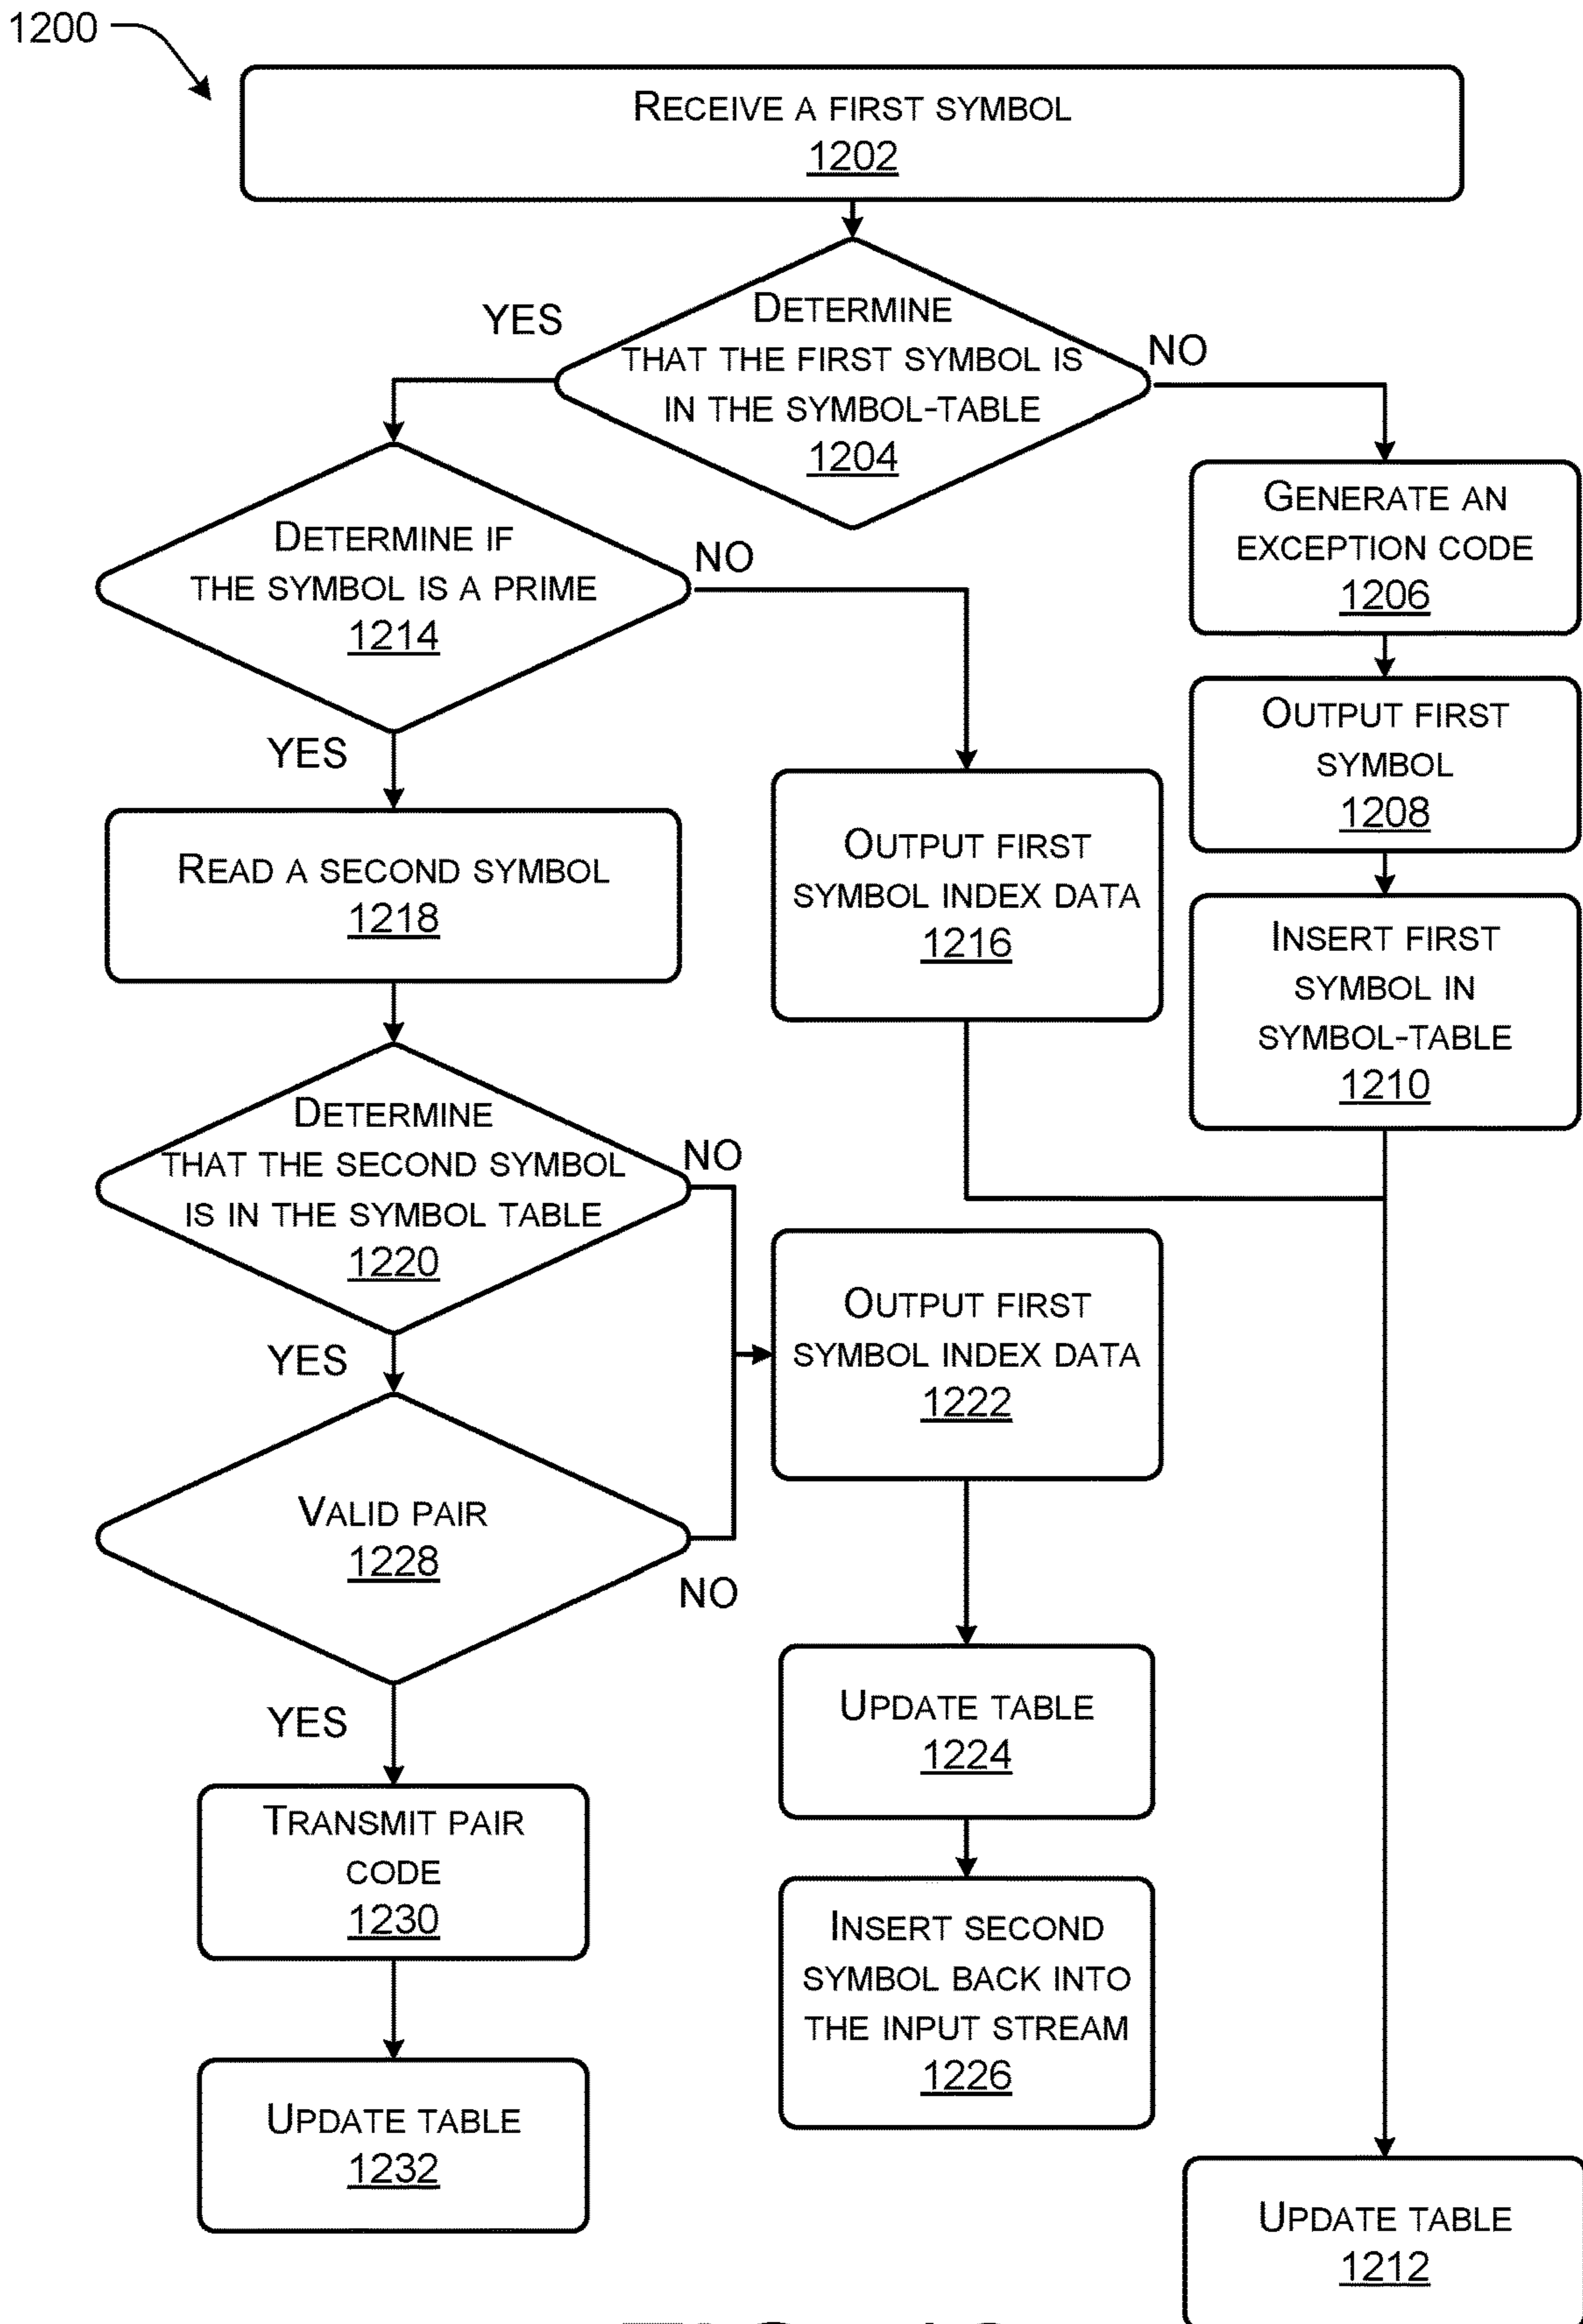 1200
RECEIVE A FIRST SYMBOL
1202
DETERMINE
THAT THE FIRST SYMBOL IS
IN THE SYMBOL-TABLE
1204
YES
NO
GENERATE AN
EXCEPTION CODE
1206
DETERMINE IF
THE SYMBOL IS A PRIME
1214
NO
YES
OUTPUT FIRST
SYMBOL
1208
OUTPUT FIRST
SYMBOL INDEX DATA
1216
READ A SECOND SYMBOL
1218
INSERT FIRST
SYMBOL IN
SYMBOL-TABLE
1210
DETERMINE
THAT THE SECOND SYMBOL
IS IN THE SYMBOL TABLE
1220
NO
YES
OUTPUT FIRST
SYMBOL INDEX DATA
1222
VALID PAIR
1228
NO
YES
UPDATE TABLE
1224
TRANSMIT PAIR
CODE
1230
INSERT SECOND
SYMBOL BACK INTO
THE INPUT STREAM
1226
UPDATE TABLE
1232
UPDATE TABLE
1212